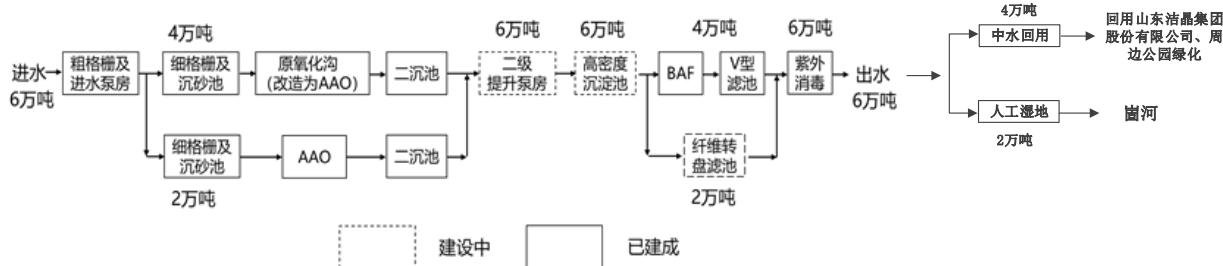 4万吨
6万吨
6万吨
4万吨
6万吨
4万吨
进水
6万吨
粗格栅及
进水泵房
细格栅及
沉砂池
原氧化沟
(改造为AAO)
二沉池
二级
提升泵房
高密度
沉淀池
BAF
V型
滤池
紫外
消毒
出水
6万吨
中水回用
回用山东洁晶集团
股份有限公司、周
边公园绿化
细格栅及
沉砂池
AAO
二沉池
纤维转
盘滤池
人工湿地
崮河
2万吨
2万吨
2万吨
建设中
已建成